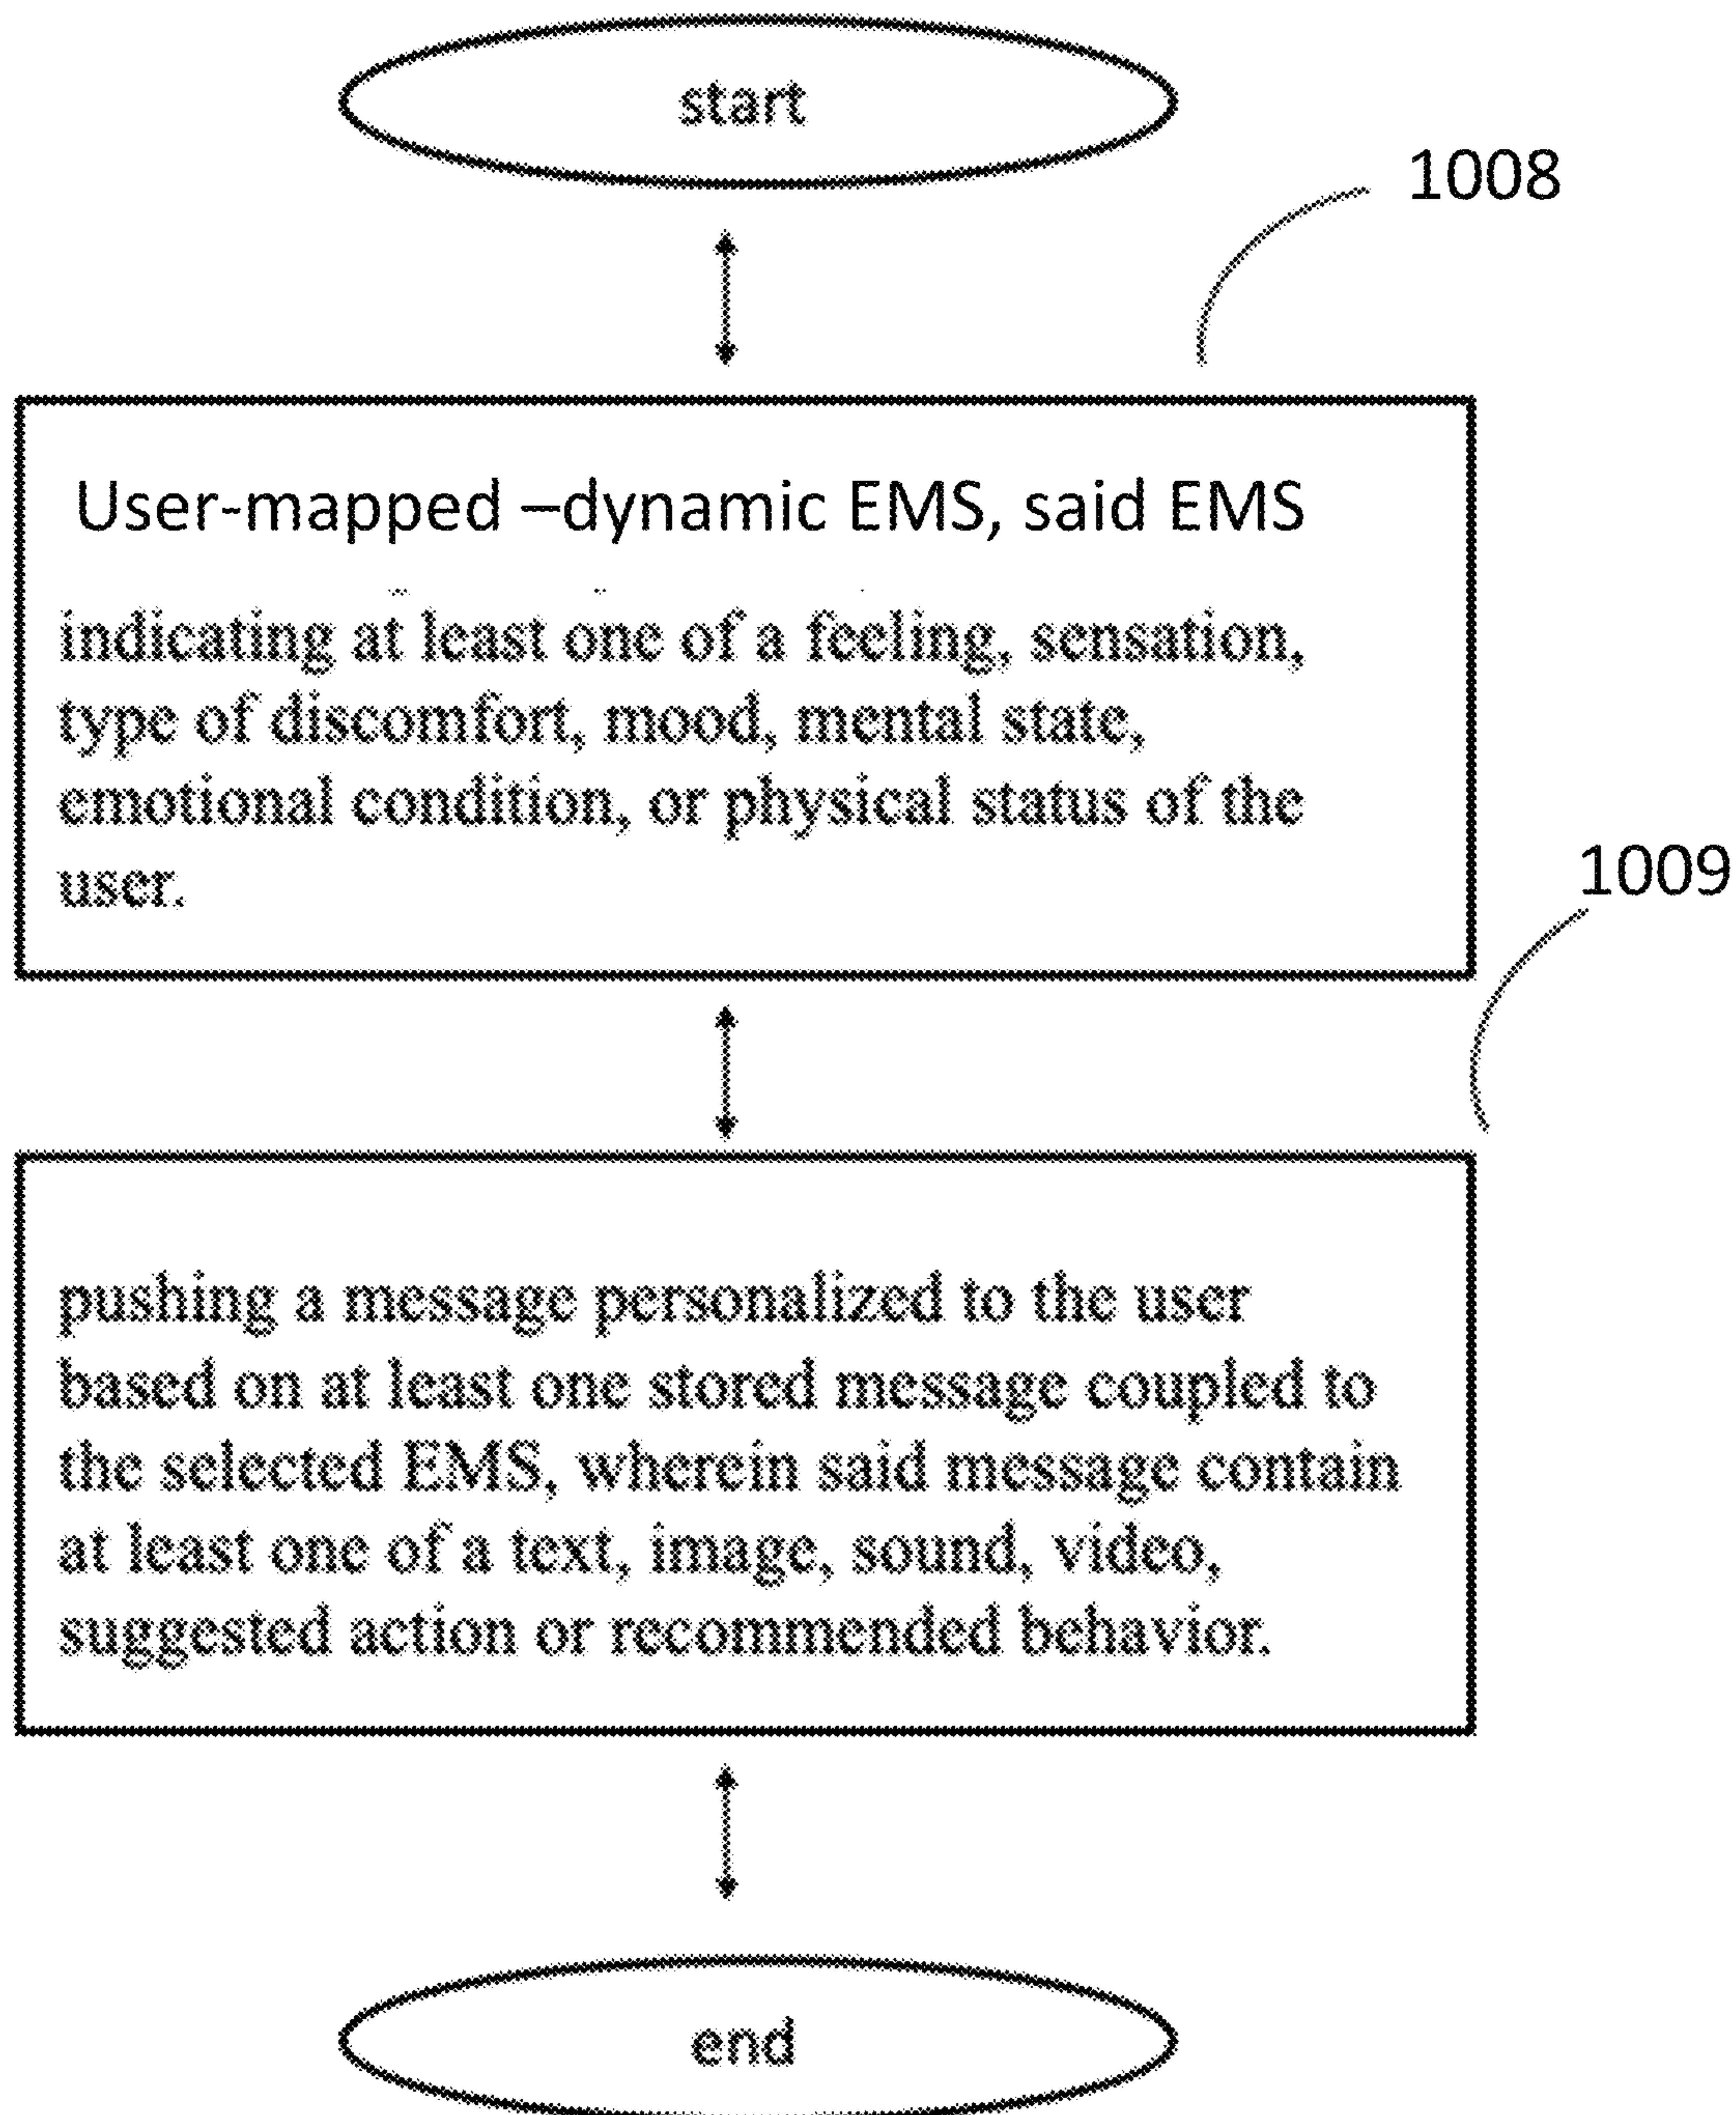 start
1008
User-mapped –dynamic EMS, said EMS
indicating at least one of a feeling, sensation,
type of discomfort, mood, mental state,
emotional condition, or physical status of the
user.
1009
pushing a message personalized to the user
based on at least one stored message coupled to
the selected EMS, wherein said message contain
at least one of a text, image, sound, video,
suggested action or recommended behavior.
end